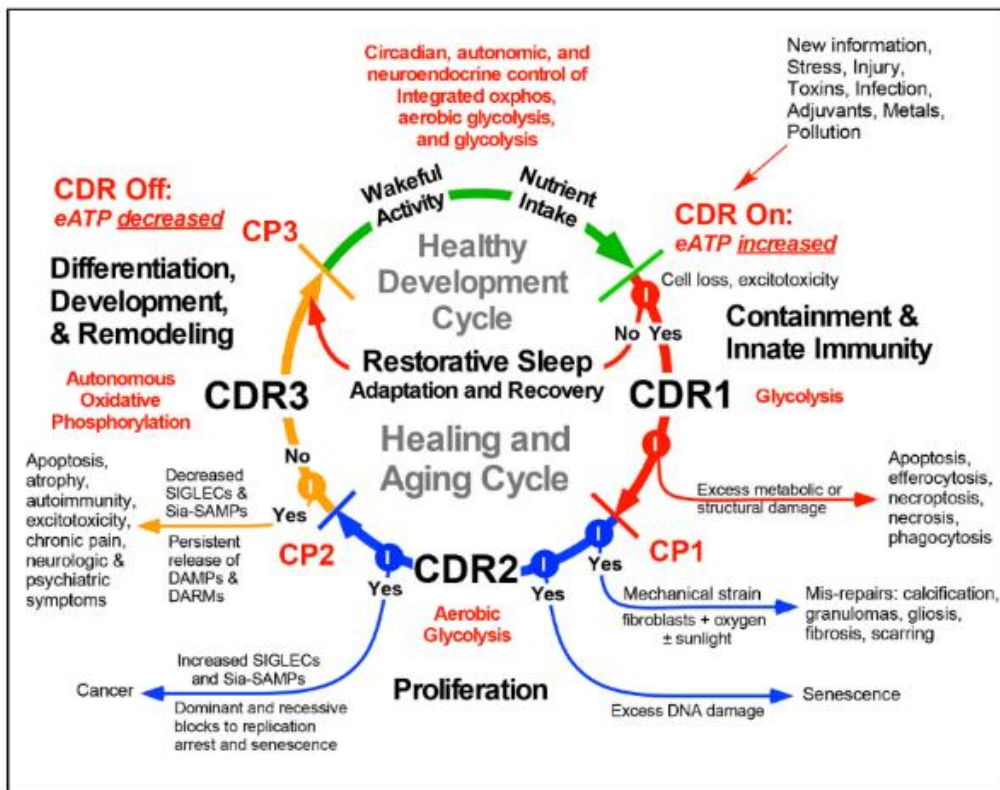 Circadian, autonomic, and
neuroendocrine control of
Integrated oxphos,
aerobic glycolysis,
and glycolysis
New information,
Stress, Injury,
Toxins, Infection,
Adjuvants, Metals,
Pollution
Wakeful
Activity
Nutrient
Intake
CDR Off:
eATP decreased
CP3
CDR On:
eATP increased
Healthy
Development
Cycle
Cell loss, excitotoxicity
Differentiation,
Development,
& Remodeling
No Yes
Containment &
Innate Immunity
Restorative Sleep
Adaptation and Recovery
Autonomous
Oxidative
Phosphorylation
CDR3
CDR1
Glycolysis
Healing and
Aging Cycle
No
Apoptosis,
atrophy,
autoimmunity,
excitotoxicity,
chronic pain,
neurologic &
psychiatric
symptoms
Decreased
SIGLECs &
Sia-SAMPs
Yes
Persistent
release of
DAMPs &
DARMs
CP2
Excess metabolic or
structural damage
Apoptosis,
efferocytosis,
necroptosis,
necrosis,
phagocytosis
CP1
CDR2
Yes
Yes
Yes
Aerobic
Glycolysis
Mechanical strain
fibroblasts + oxygen
± sunlight
Mis-repairs: calcification,
granulomas, gliosis,
fibrosis, scarring
Increased SIGLECs
and Sia-SAMPs
Cancer
Dominant and recessive
blocks to replication
arrest and senescence
Proliferation
Excess DNA damage
Senescence